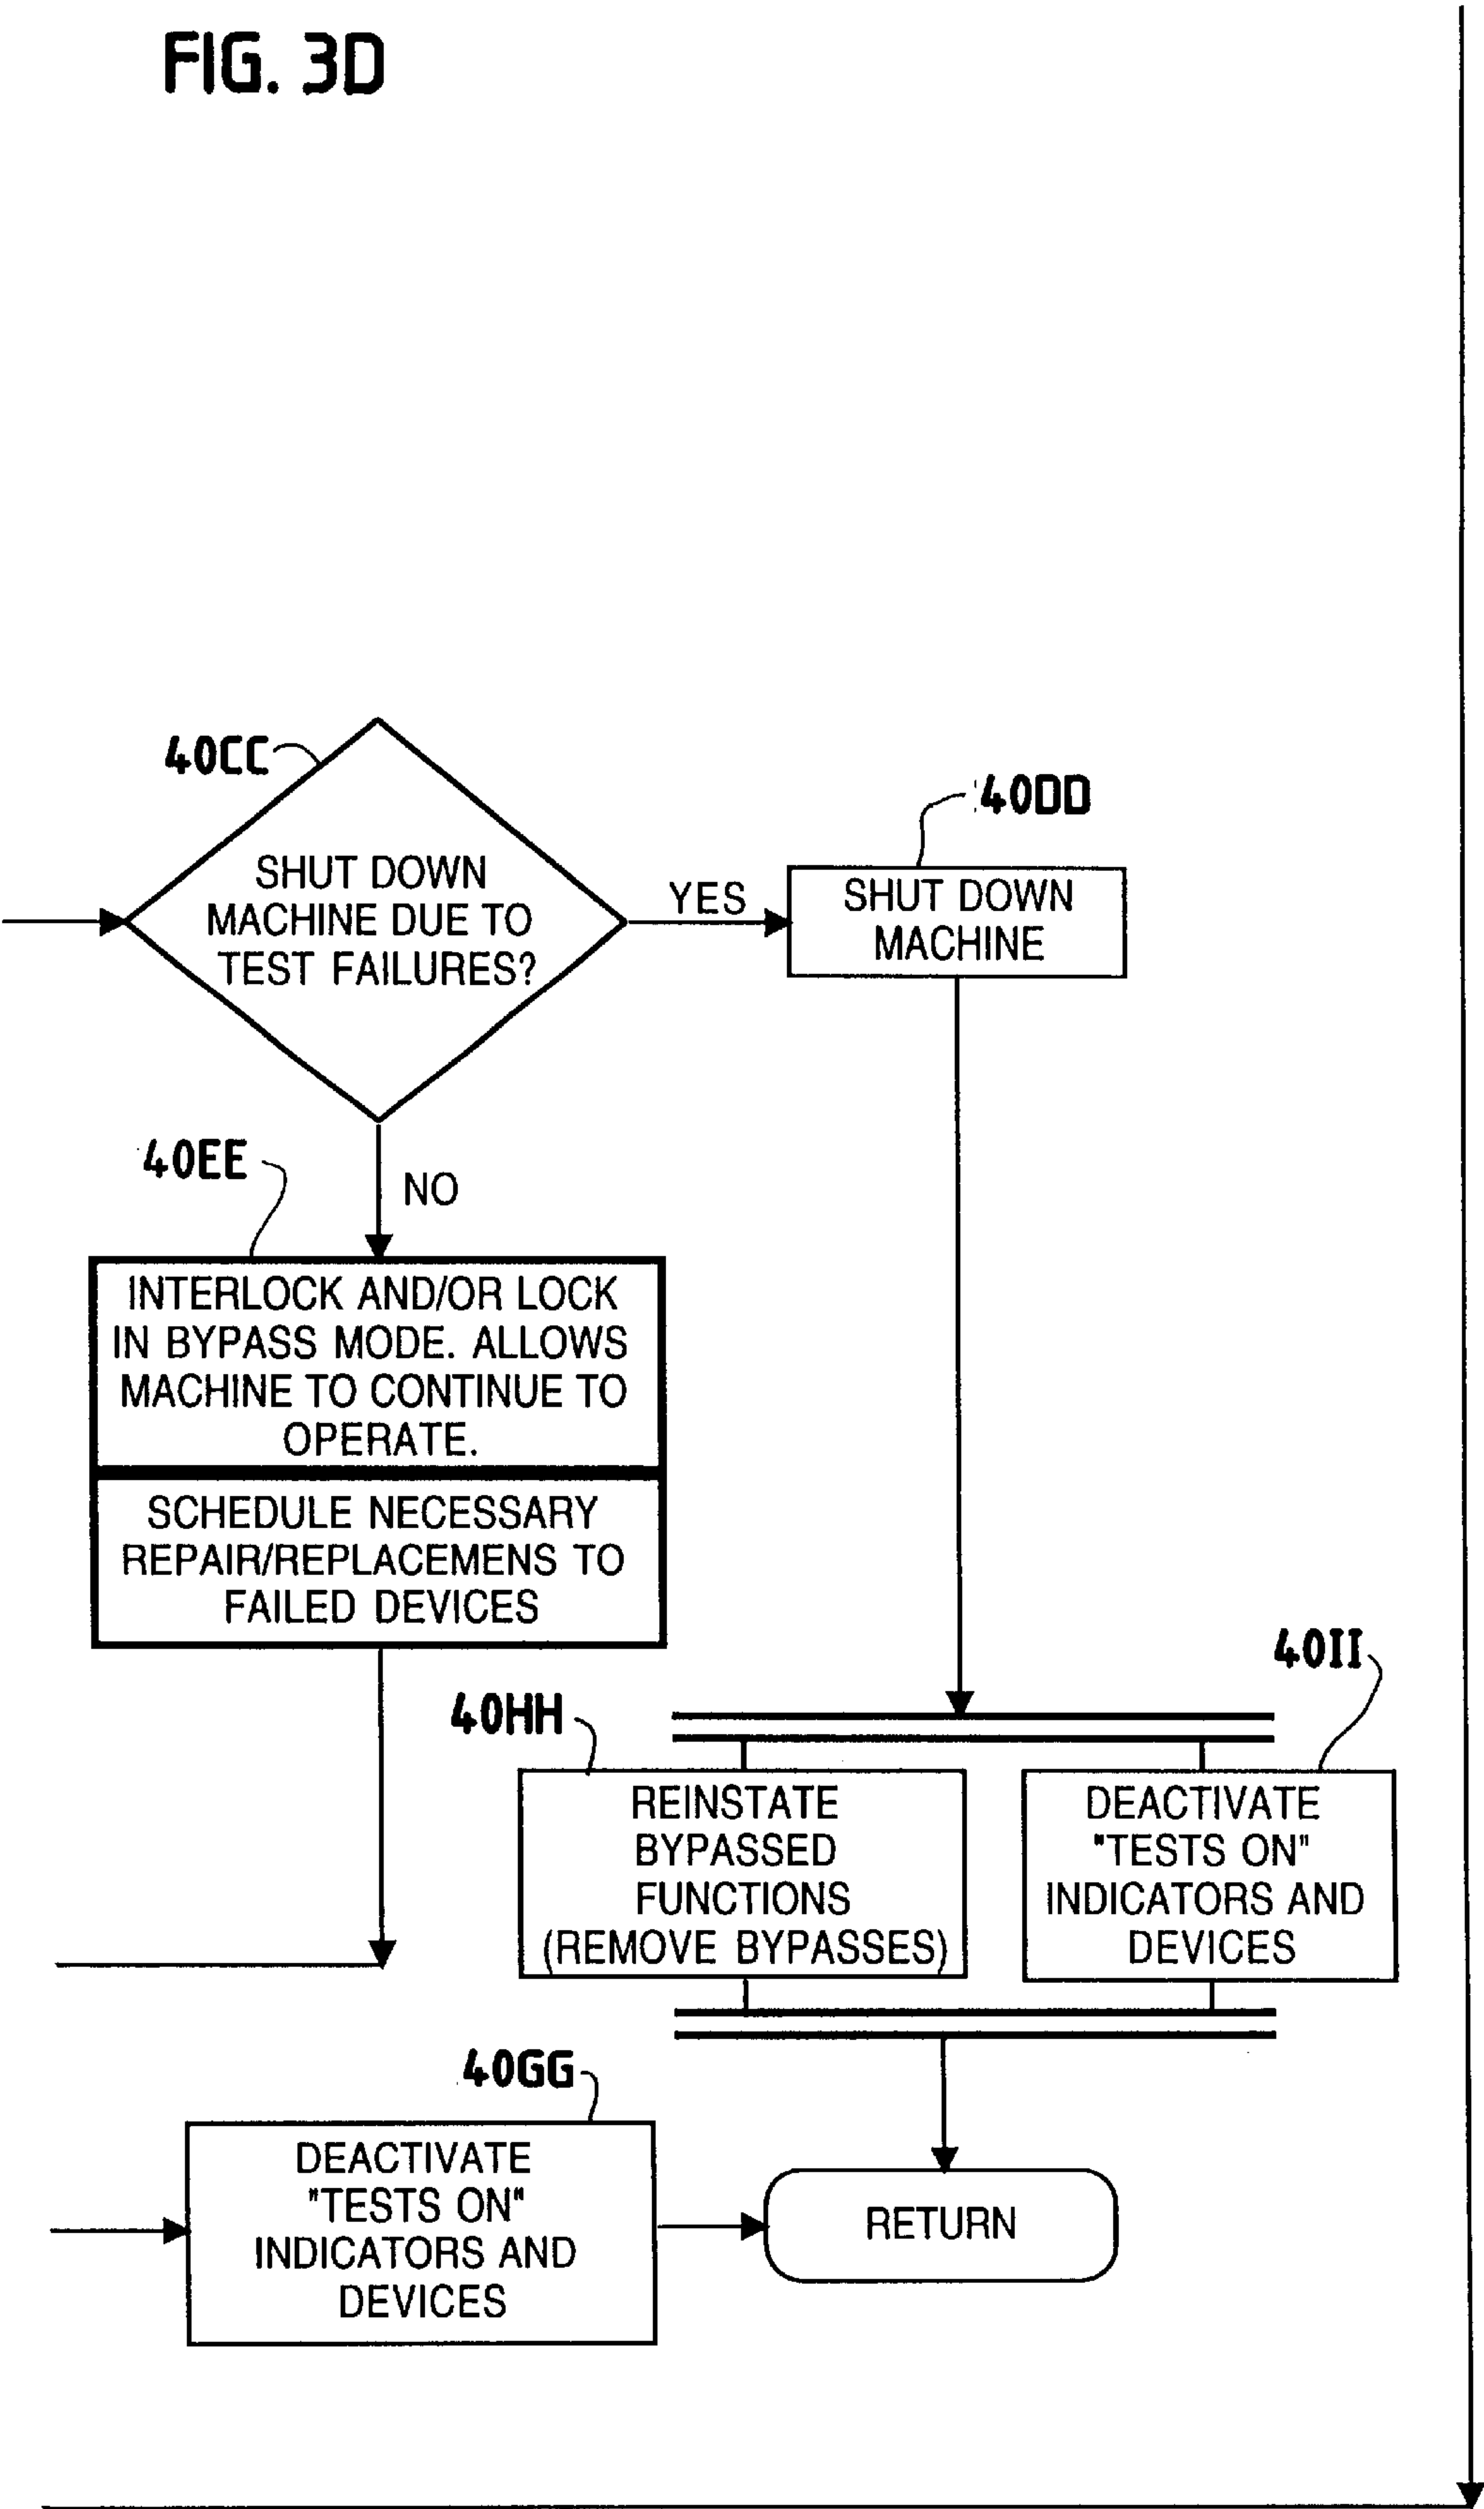 FIG. 3D
40CC
SHUT DOWN
MACHINE DUE TO
TEST FAILURES?
YES
40DD
SHUT DOWN
MACHINE
40EE
NO
INTERLOCK AND/OR LOCK
IN BYPASS MODE. ALLOWS
MACHINE TO CONTINUE TO
OPERATE.
SCHEDULE NECESSARY
REPAIR/REPLACEMENS TO
FAILED DEVICES
40HH
REINSTATE
BYPASSED
FUNCTIONS
(REMOVE BYPASSES)
40II
DEACTIVATE
"TESTS ON"
INDICATORS AND
DEVICES
40GG
DEACTIVATE
"TESTS ON"
INDICATORS AND
DEVICES
RETURN